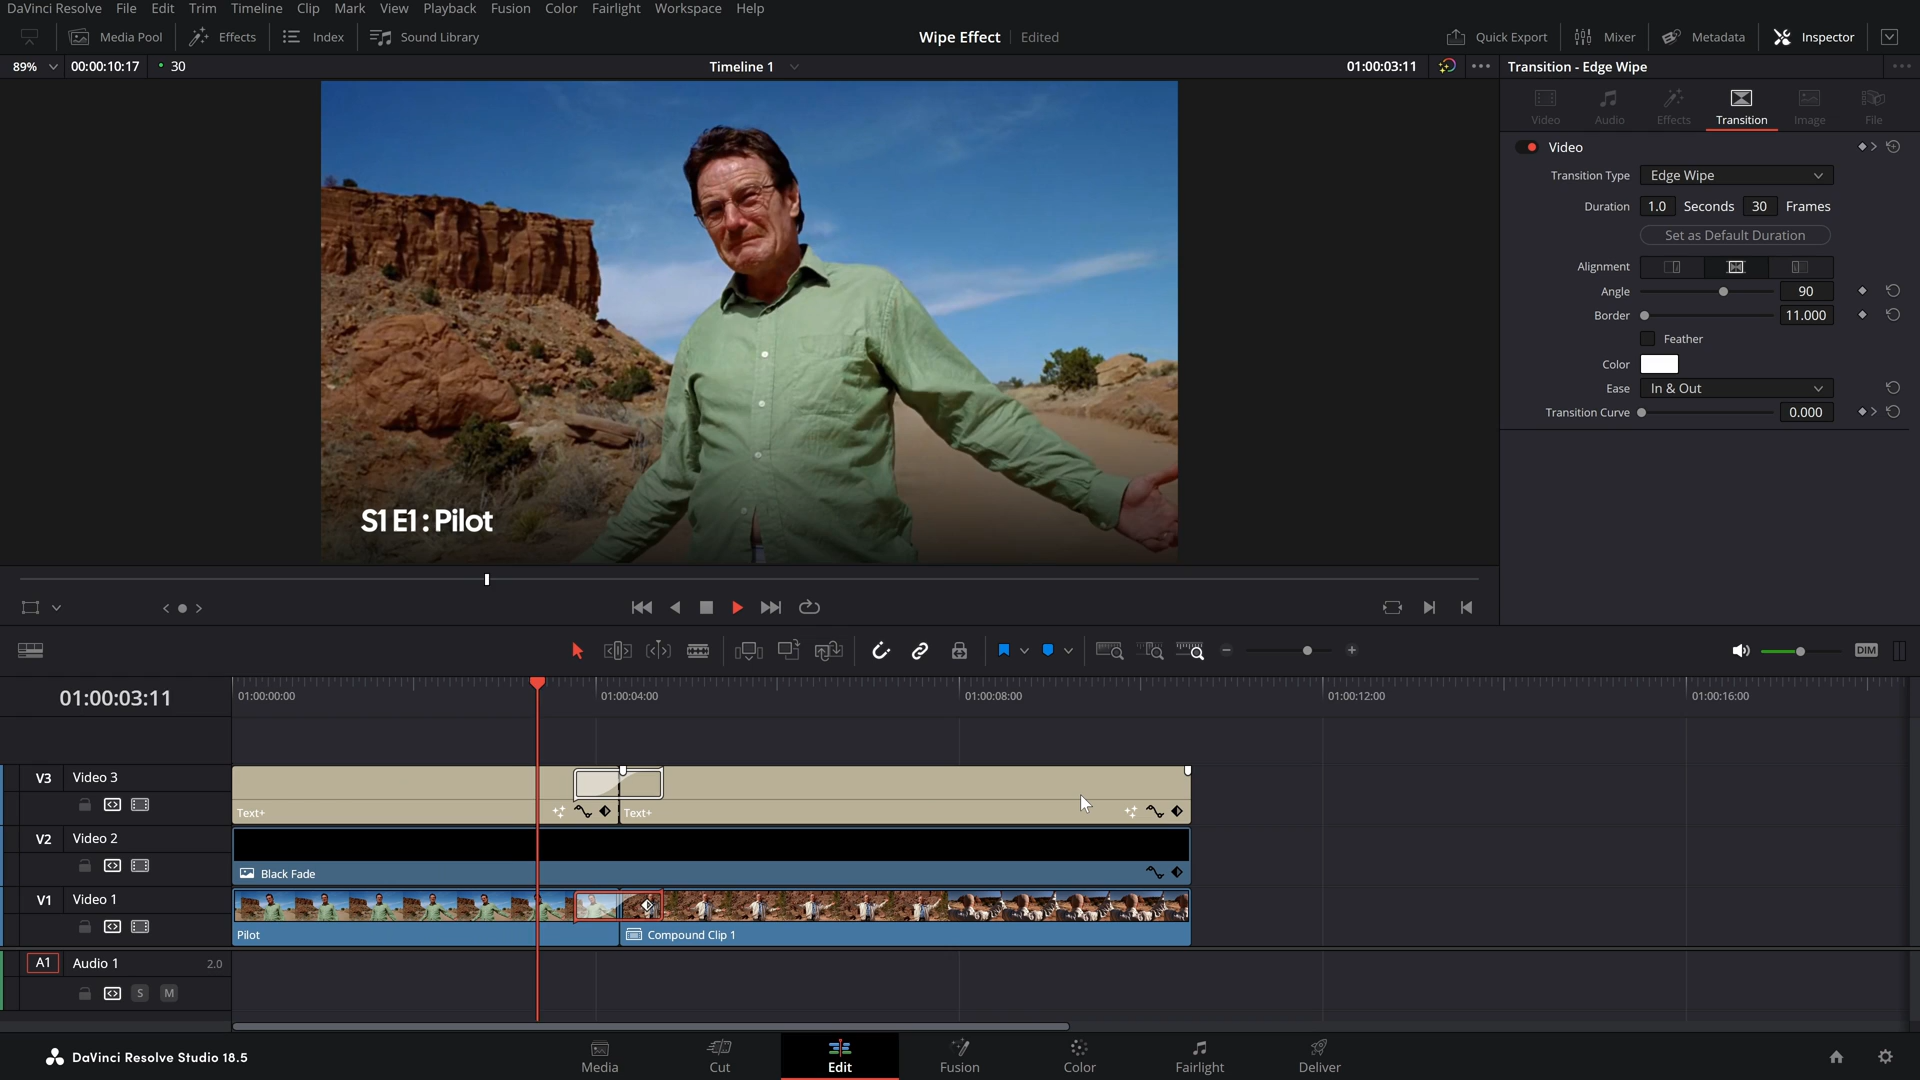 DaVinci Resolve File Edit Trim Timeline Clip Mark View Playback Fusion Color Fairlight Workspace Help
Media Pool Effects Index Sound Library Wipe Effect Edited Quick Export Mixer Metadata Inspector
89% 00:00:10:17 30 Timeline 1 01:00:03:11 Transition - Edge Wipe
Video Audio Effects Transition Image File
Video
Transition Type Edge Wipe
Duration 1.0 Seconds 30 Frames
Set as Default Duration
Alignment
Angle 90
Border 11.000
Feather
Color
Ease In & Out
Transition Curve 0.000
S1 E1 : Pilot
DIM
01:00:03:11 01:00:00:00 01:00:04:00 01:00:08:00 01:00:12:00 01:00:16:00
V3 Video 3
Text+ Text+
V2 Video 2
Black Fade
V1 Video 1
Pilot Compound Clip 1
A1 Audio 1 2.0
S M
DaVinci Resolve Studio 18.5 Media Cut Edit Fusion Color Fairlight Deliver